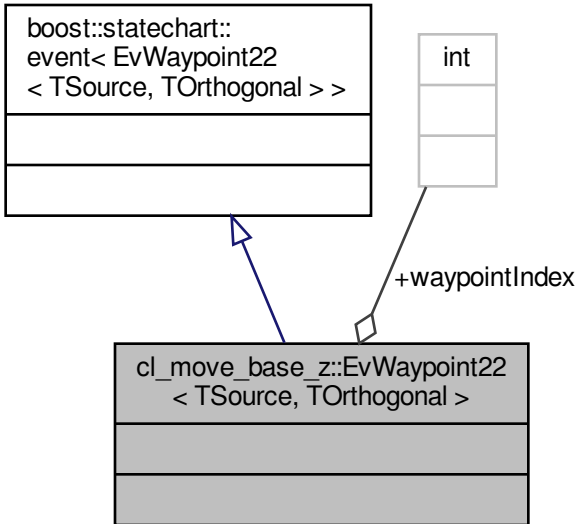 boost::statechart::
event< EvWaypoint22
< TSource, TOrthogonal > >
int
+waypointIndex
cl_move_base_z::EvWaypoint22
< TSource, TOrthogonal >